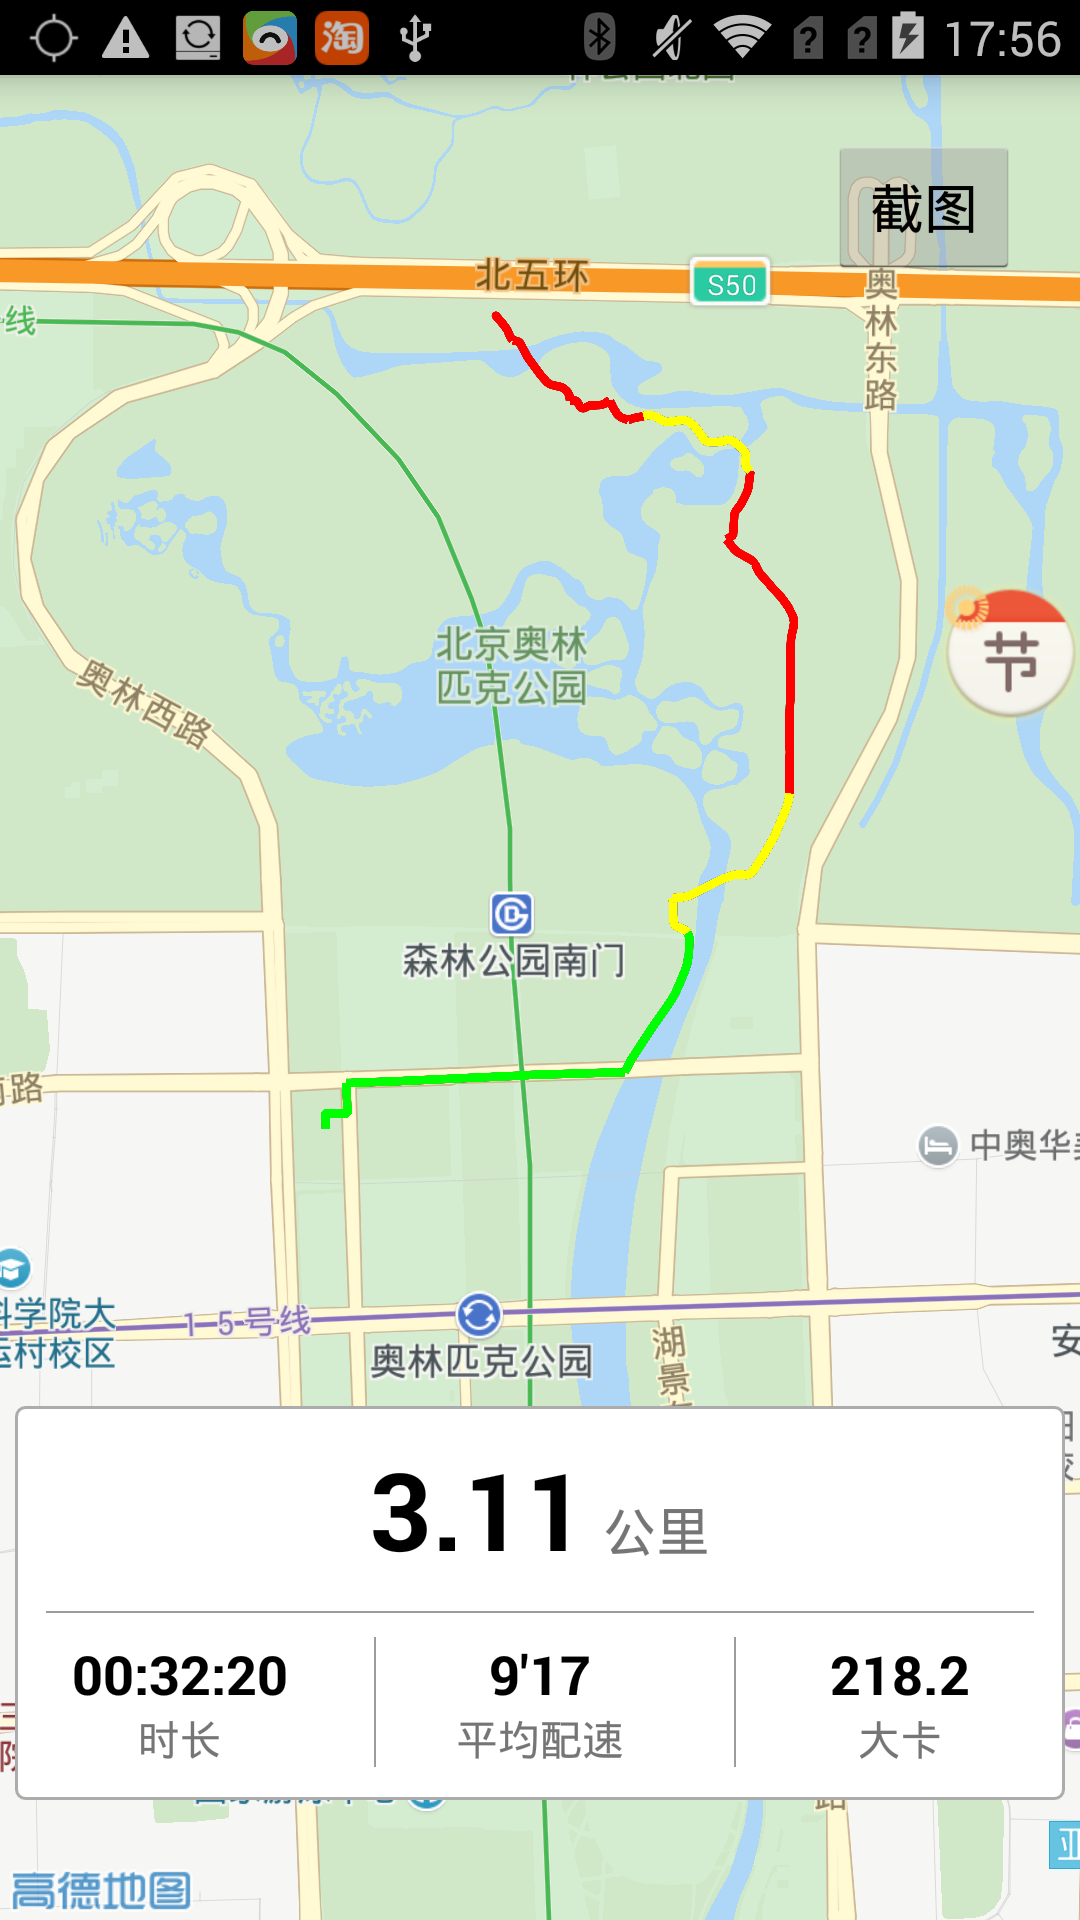 17:56
截图
北五环
S50
线
奥林东路
节
北京奥林
匹克公园
奥林西路
森林公园南门
南路
中奥华美
科学院大
运村校区
15号线
奥林匹克公园
湖景
安
3.11 公里
00:32:20
时长
9'17
平均配速
218.2
大卡
路
高德地图